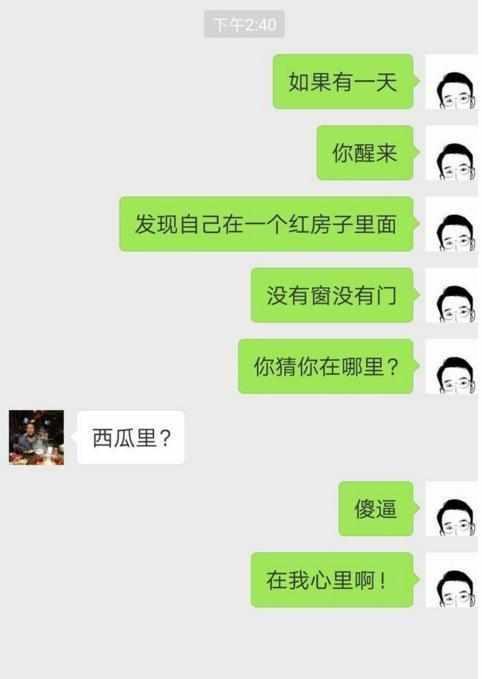 下午2:40
如果有一天
你醒来
发现自己在一个红房子里面
没有窗没有门
你猜你在哪里?
西瓜里?
傻逼
在我心里啊!